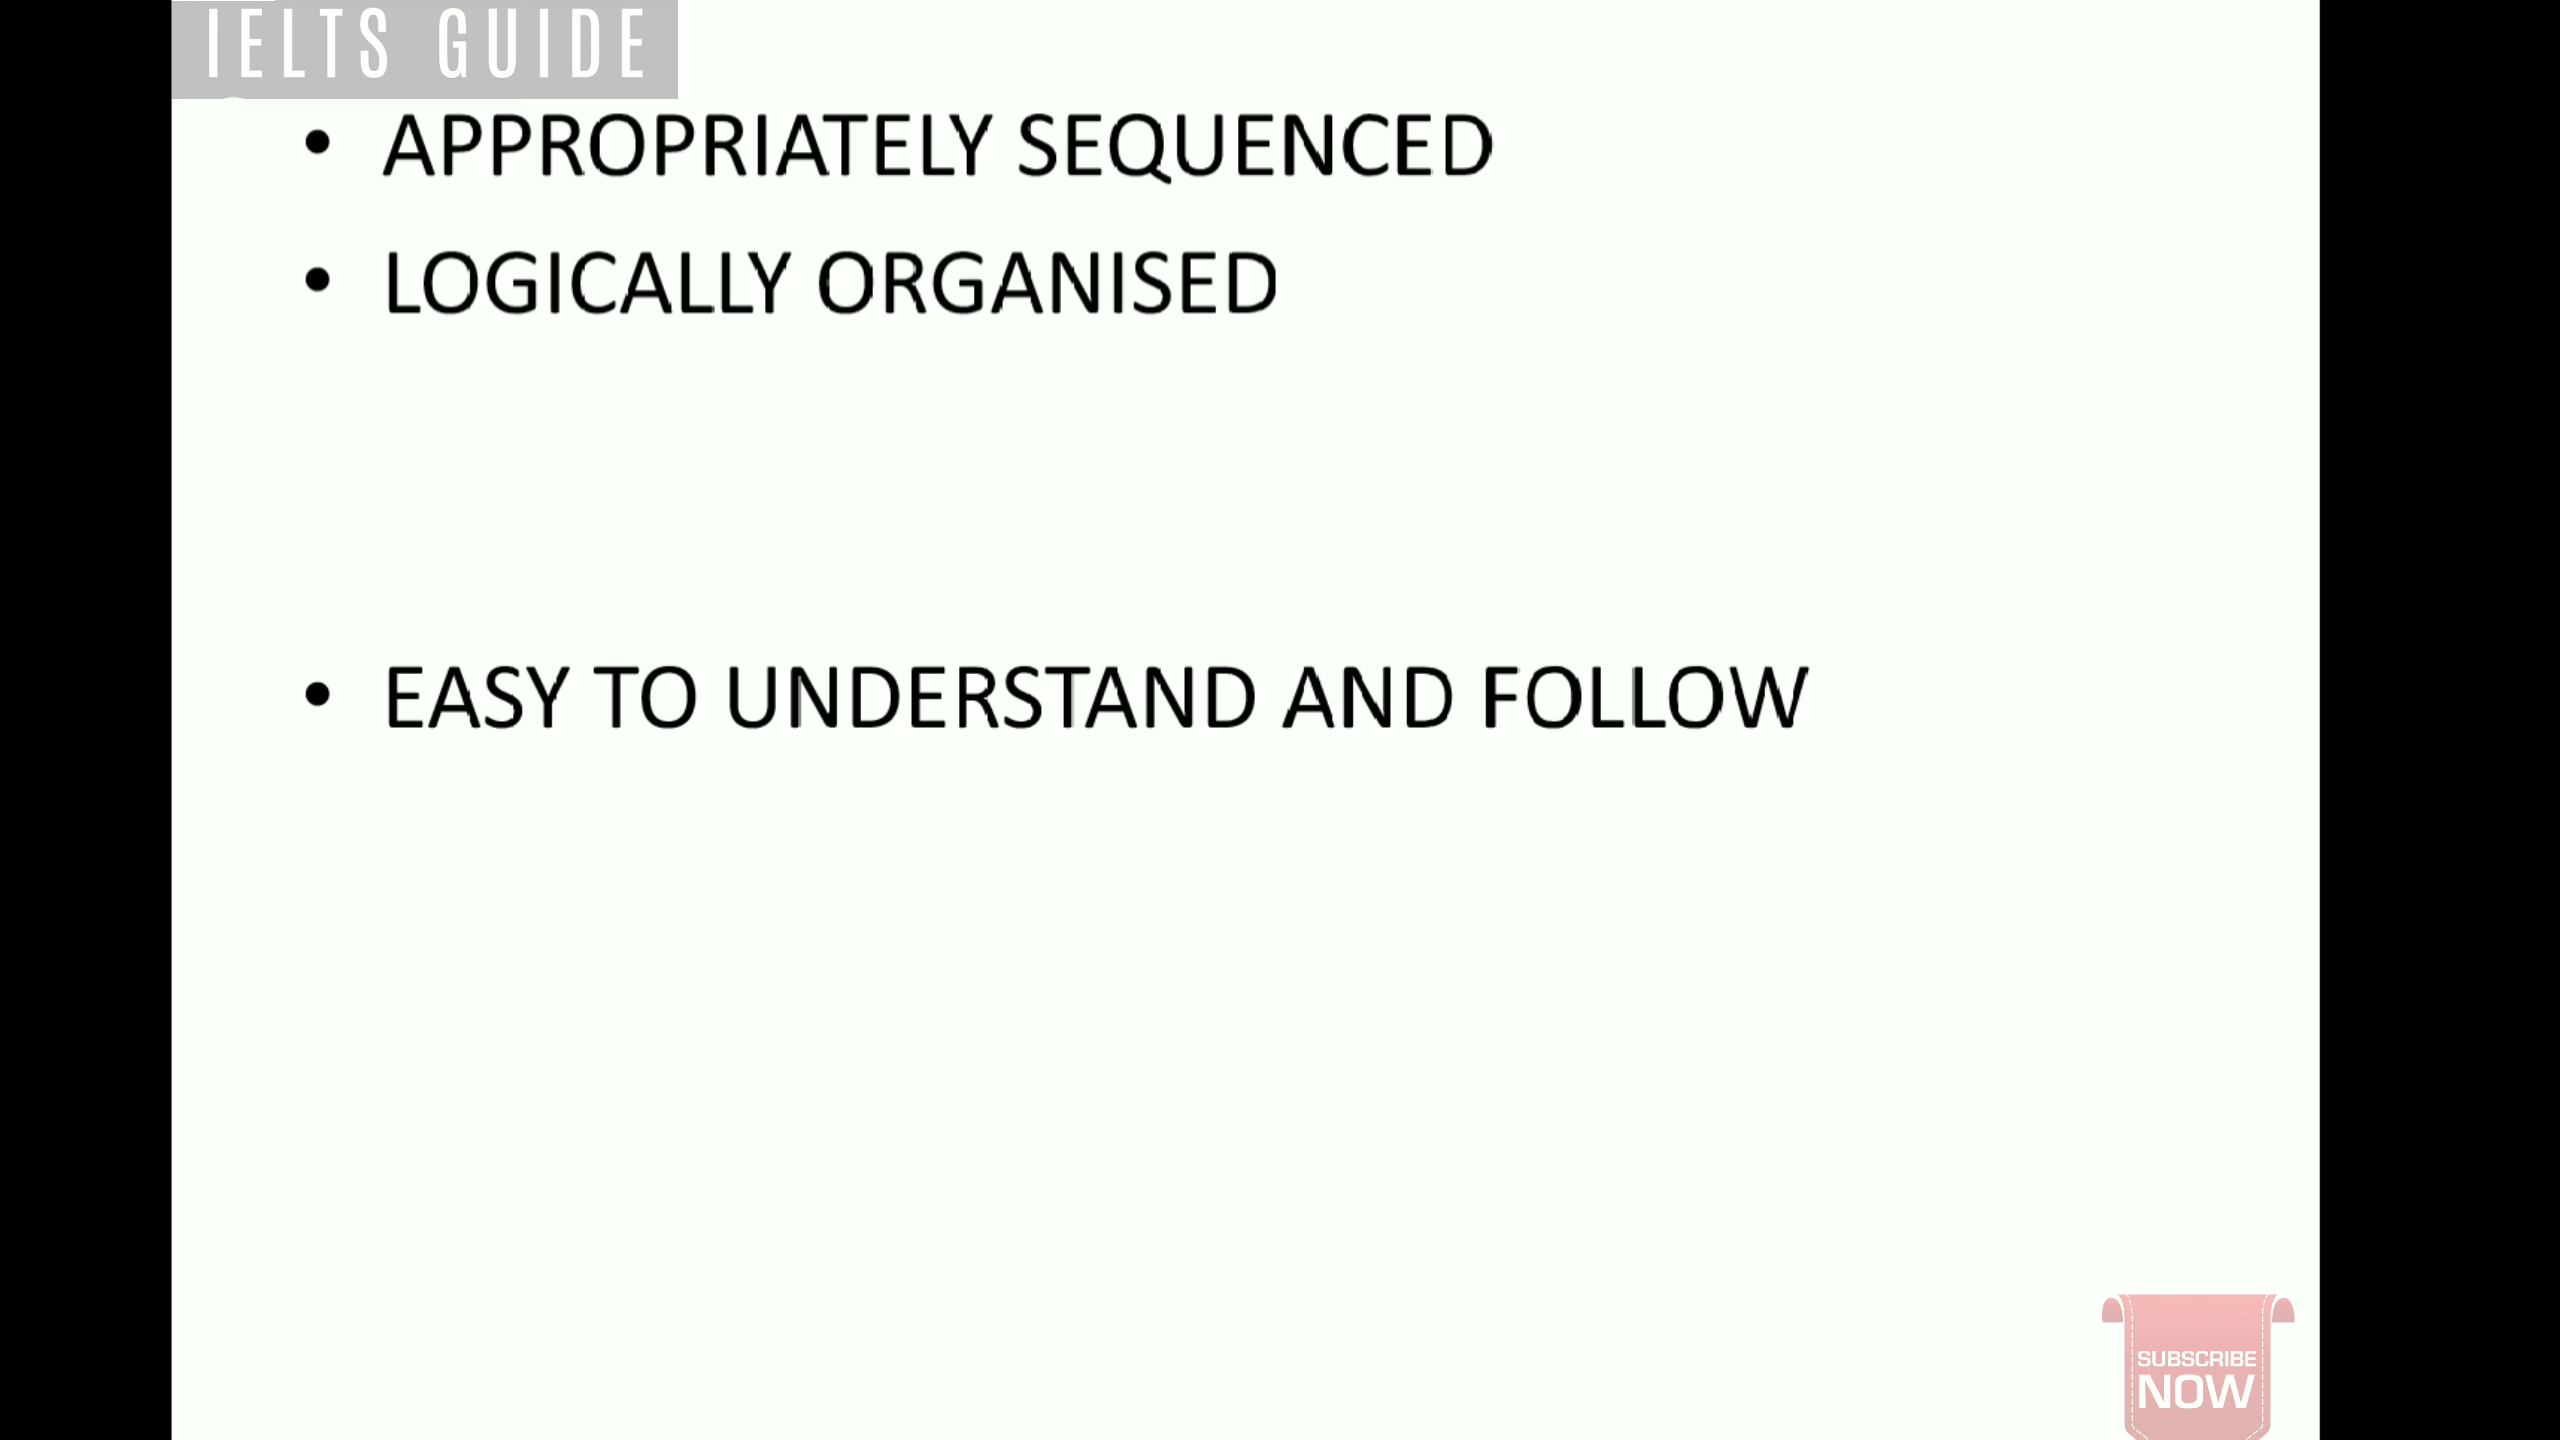 IELTS GUIDE
• APPROPRIATELY SEQUENCED
• LOGICALLY ORGANISED
• EASY TO UNDERSTAND AND FOLLOW
SUBSCRIBE
NOW